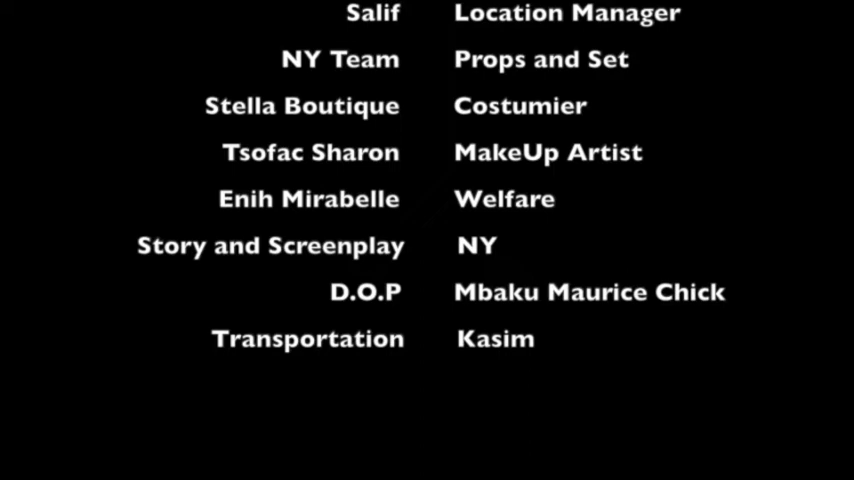 Salif Location Manager
NY Team Props and Set
Stella Boutique Costumier
Tsofac Sharon MakeUp Artist
Enih Mirabelle Welfare
Story and Screenplay NY
D.O.P Mbaku Maurice Chick
Transportation Kasim